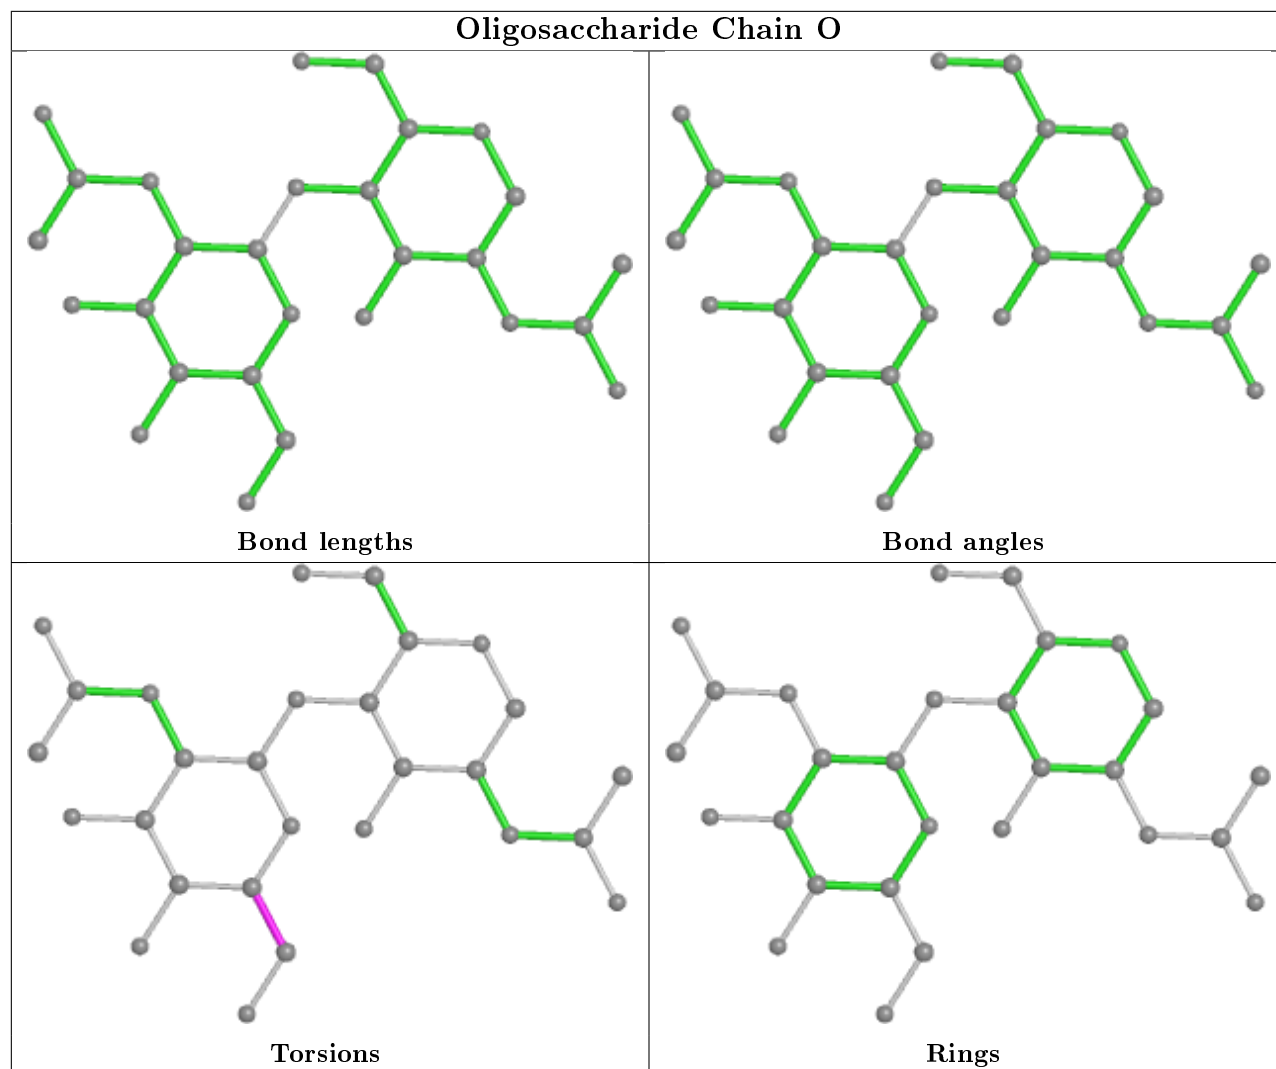 Oligosaccharide Chain O
Bond lengths
Bond angles
Torsions
Rings